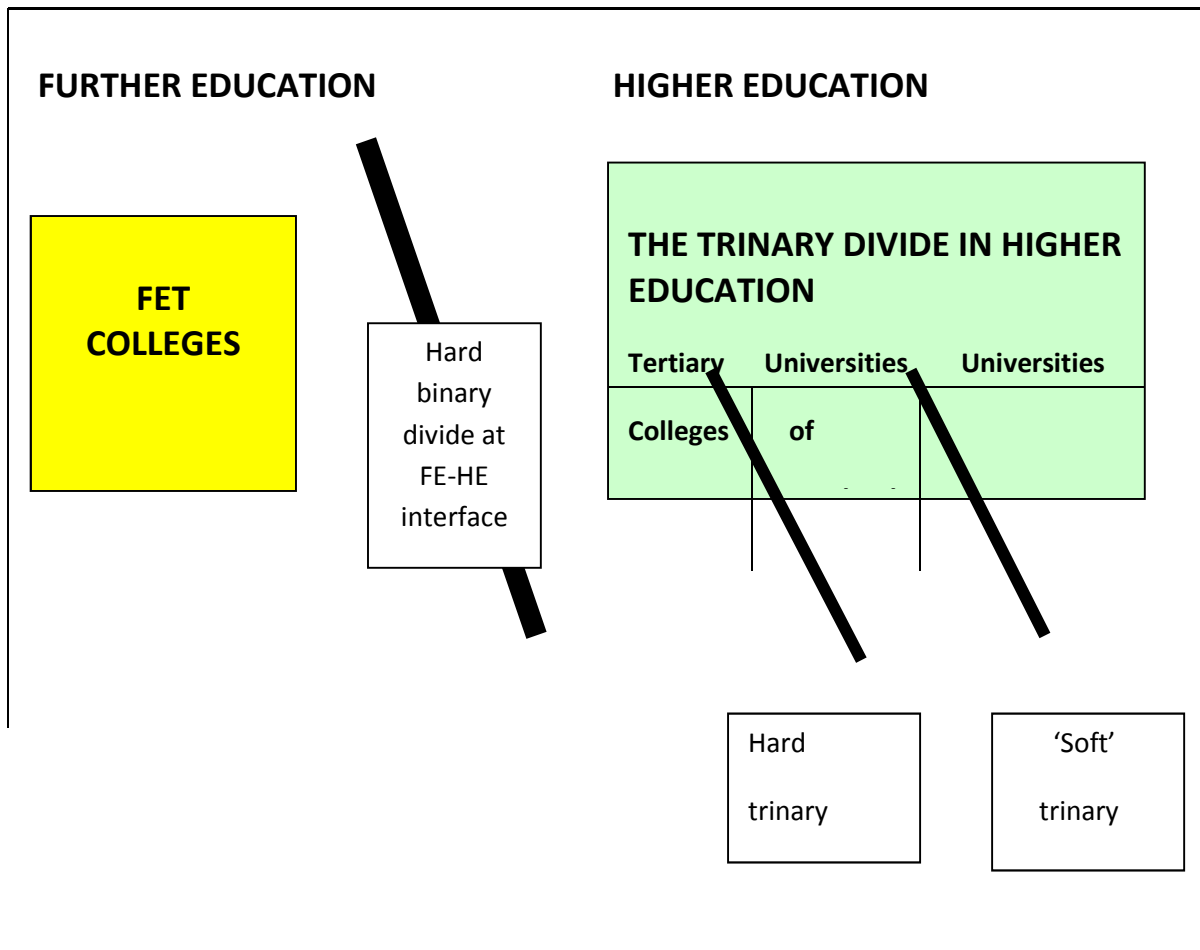 FURTHER EDUCATION
HIGHER EDUCATION
FET
COLLEGES
Hard
binary
divide at
FE-HE
interface
THE TRINARY DIVIDE IN HIGHER
EDUCATION
Tertiary Universities Universities
Colleges of
Hard
trinary
‘Soft’
trinary